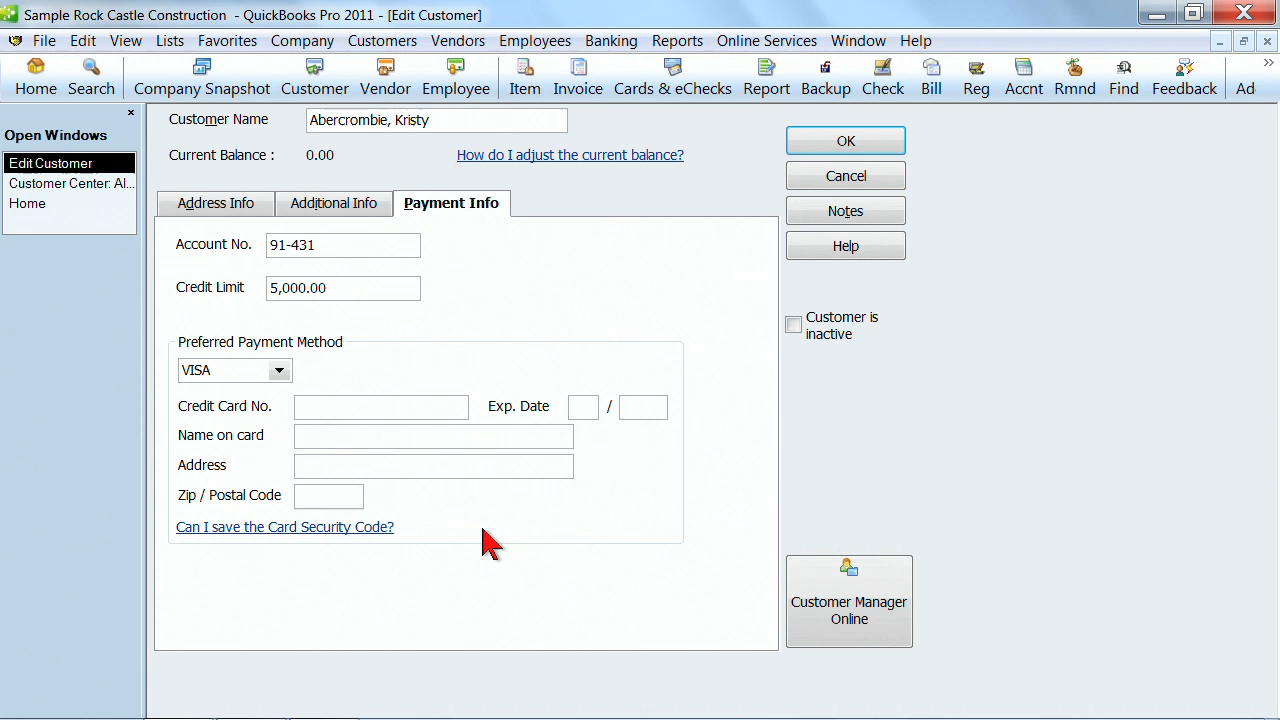 Sample Rock Castle Construction - QuickBooks Pro 2011 - [Edit Customer]
File Edit View Lists Favorites Company Customers Vendors Employees Banking Reports Online Services Window Help
Home Search Company Snapshot Customer Vendor Employee Item Invoice Cards & eChecks Report Backup Check Bill Reg Accnt Rmnd Find Feedback Ad
Open Windows
Edit Customer
Customer Center: Al...
Home
Customer Name Abercrombie, Kristy
Current Balance : 0.00 How do I adjust the current balance?
Address Info Additional Info Payment Info
Account No. 91-431
Credit Limit 5,000.00
Preferred Payment Method
VISA
Credit Card No. Exp. Date /
Name on card
Address
Zip / Postal Code
Can I save the Card Security Code?
OK
Cancel
Notes
Help
Customer is
inactive
Customer Manager
Online